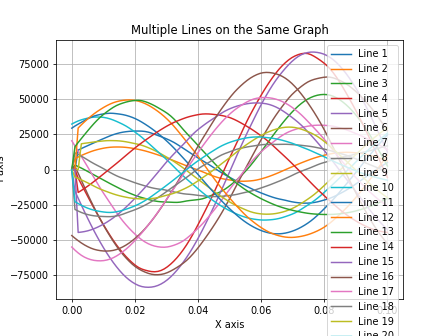 Multiple Lines on the Same Graph
75000
50000
25000
0
−25000
−50000
−75000
0.00
0.02
0.04
0.06
X axis
Line 1
Line 2
Line 3
Line 4
Line 5
Line 6
Line 7
Line 8
Line 9
Line 10
Line 11
Line 12
Line 13
Line 14
Line 15
Line 16
Line 17
Line 18
Line 19
Line 20